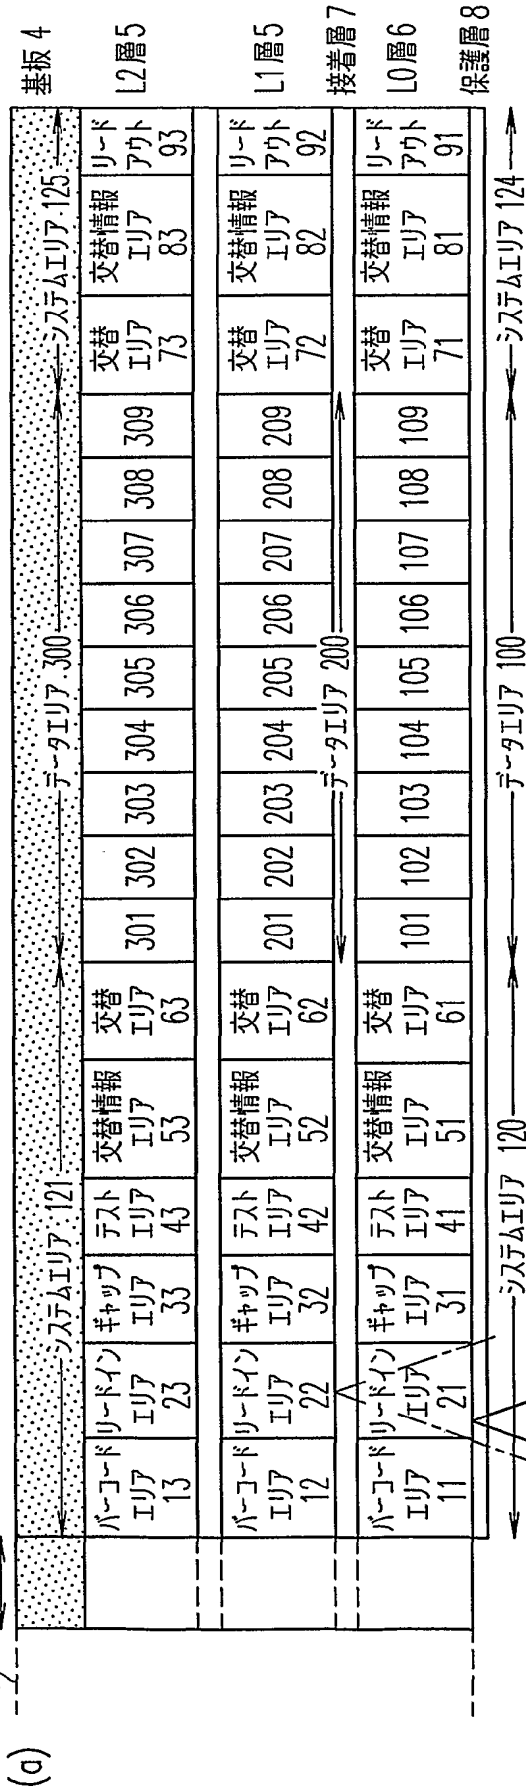 (a)
基板 4
システムエリア 121
データエリア 300
システムエリア 125
L2層5
バーコード
エリア
13
リードイン
エリア
23
ギャップ
エリア
33
テスト
エリア
43
交替情報
エリア
53
交替
エリア
63
301
302
303
304
305
306
307
308
309
交替
エリア
73
交替情報
エリア
83
リード
アウト
93
L1層5
バーコード
エリア
12
リードイン
エリア
22
ギャップ
エリア
32
テスト
エリア
42
交替情報
エリア
52
交替
エリア
62
201
202
203
204
205
206
207
208
209
交替
エリア
72
交替情報
エリア
82
リード
アウト
92
接着層7
データエリア 200
L0層6
バーコード
エリア
11
リードイン
エリア
21
ギャップ
エリア
31
テスト
エリア
41
交替情報
エリア
51
交替
エリア
61
101
102
103
104
105
106
107
108
109
交替
エリア
71
交替情報
エリア
81
リード
アウト
91
保護層8
システムエリア 120
データエリア 100
システムエリア 124